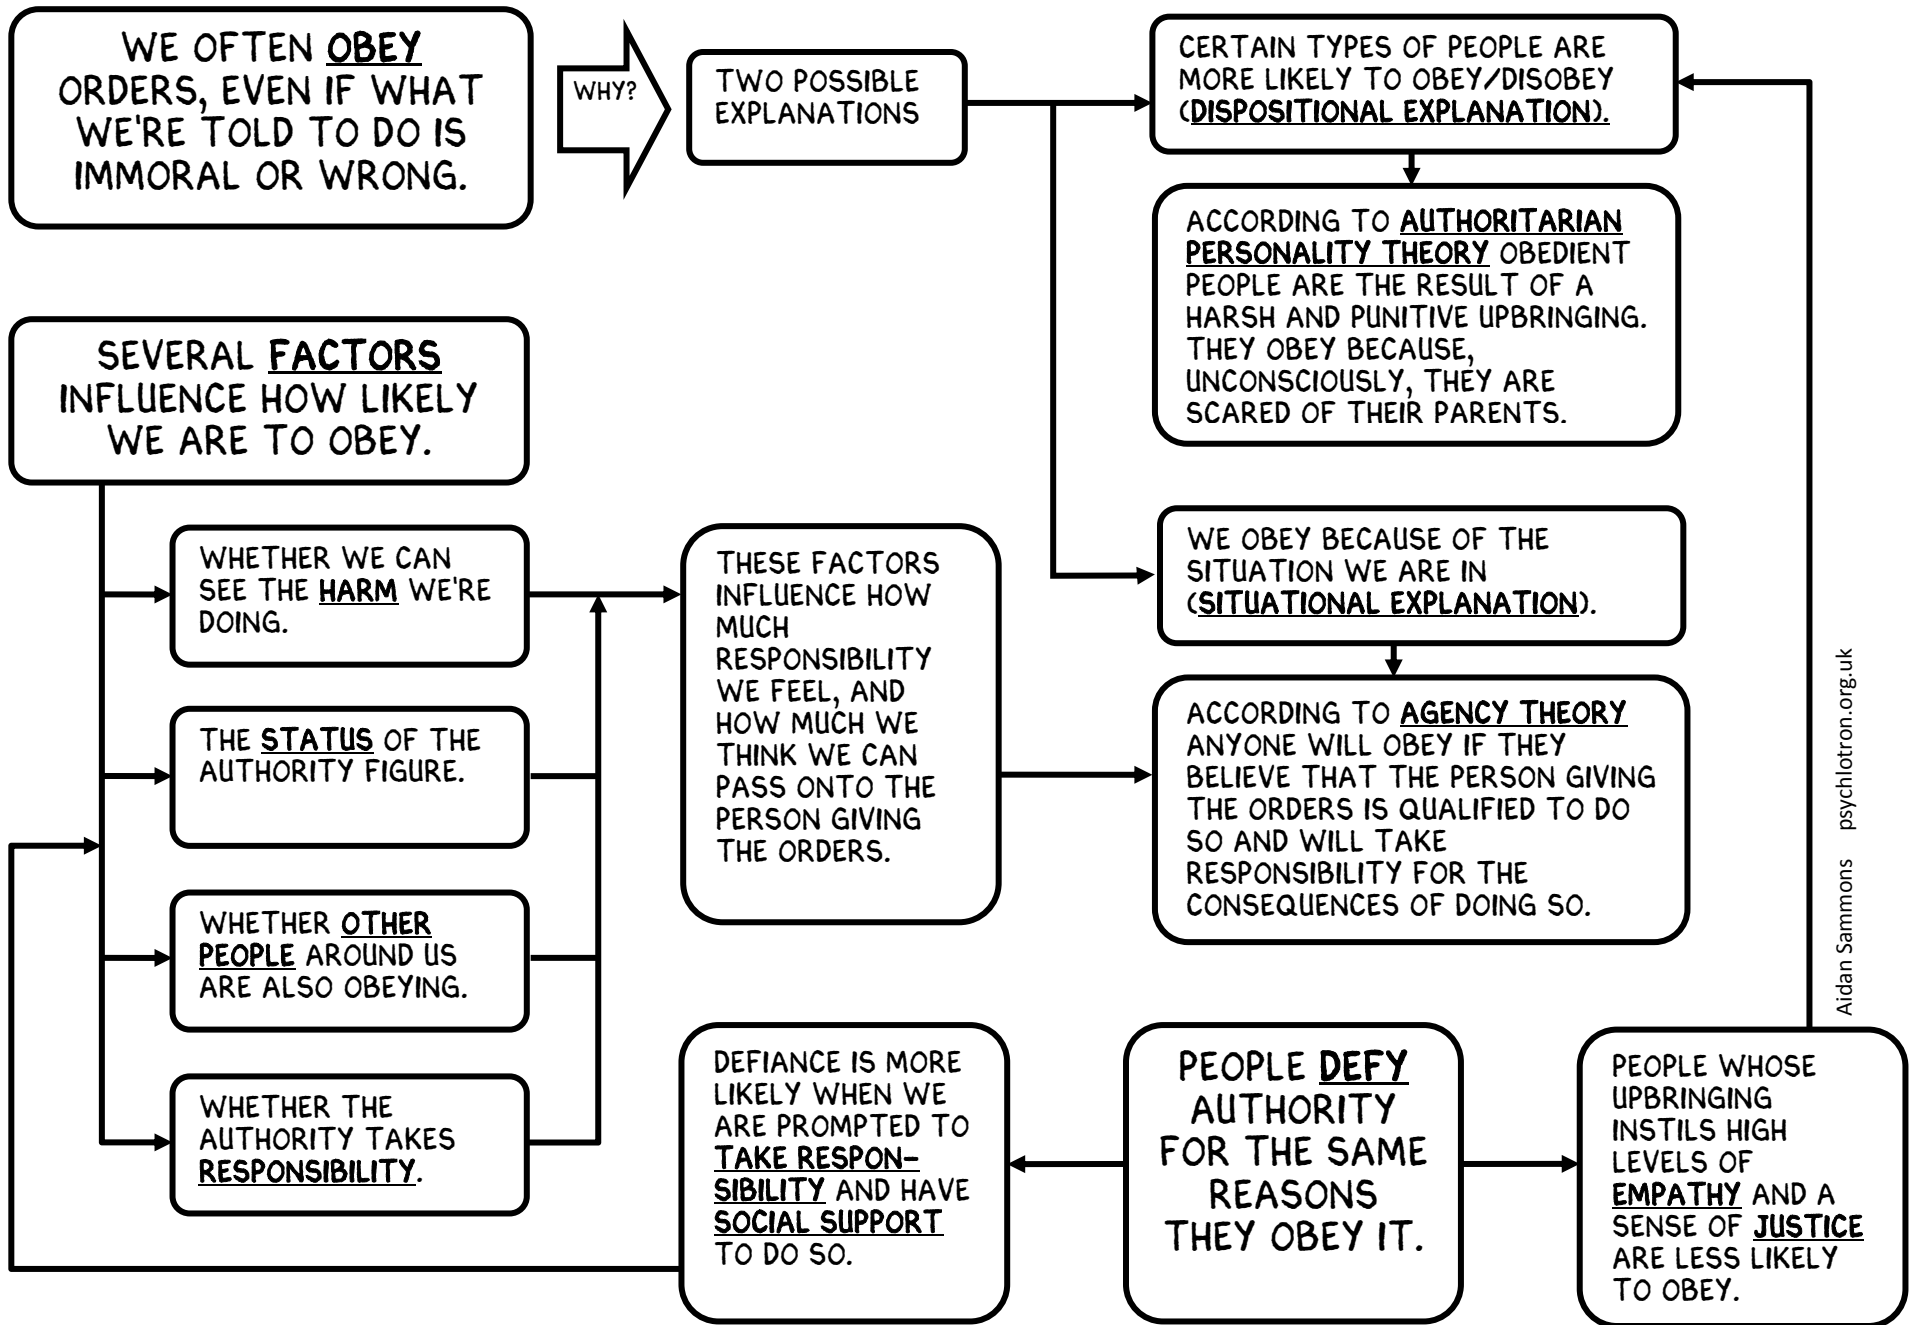 WE OFTEN OBEY
ORDERS, EVEN IF WHAT
WE'RE TOLD TO DO IS
IMMORAL OR WRONG.
WHY?
TWO POSSIBLE
EXPLANATIONS
CERTAIN TYPES OF PEOPLE ARE
MORE LIKELY TO OBEY/DISOBEY
(DISPOSITIONAL EXPLANATION).
ACCORDING TO AUTHORITARIAN
PERSONALITY THEORY OBEDIENT
PEOPLE ARE THE RESULT OF A
HARSH AND PUNITIVE UPBRINGING.
THEY OBEY BECAUSE,
UNCONSCIOUSLY, THEY ARE
SCARED OF THEIR PARENTS.
SEVERAL FACTORS
INFLUENCE HOW LIKELY
WE ARE TO OBEY.
WHETHER WE CAN
SEE THE HARM WE'RE
DOING.
THE STATUS OF THE
AUTHORITY FIGURE.
WHETHER OTHER
PEOPLE AROUND US
ARE ALSO OBEYING.
WHETHER THE
AUTHORITY TAKES
RESPONSIBILITY.
THESE FACTORS
INFLUENCE HOW
MUCH
RESPONSIBILITY
WE FEEL, AND
HOW MUCH WE
THINK WE CAN
PASS ONTO THE
PERSON GIVING
THE ORDERS.
WE OBEY BECAUSE OF THE
SITUATION WE ARE IN
(SITUATIONAL EXPLANATION).
ACCORDING TO AGENCY THEORY
ANYONE WILL OBEY IF THEY
BELIEVE THAT THE PERSON GIVING
THE ORDERS IS QUALIFIED TO DO
SO AND WILL TAKE
RESPONSIBILITY FOR THE
CONSEQUENCES OF DOING SO.
DEFIANCE IS MORE
LIKELY WHEN WE
ARE PROMPTED TO
TAKE RESPON-
SIBILITY AND HAVE
SOCIAL SUPPORT
TO DO SO.
PEOPLE DEFY
AUTHORITY
FOR THE SAME
REASONS
THEY OBEY IT.
PEOPLE WHOSE
UPBRINGING
INSTILS HIGH
LEVELS OF
EMPATHY AND A
SENSE OF JUSTICE
ARE LESS LIKELY
TO OBEY.
Aidan Sammons psychlotron.org.uk